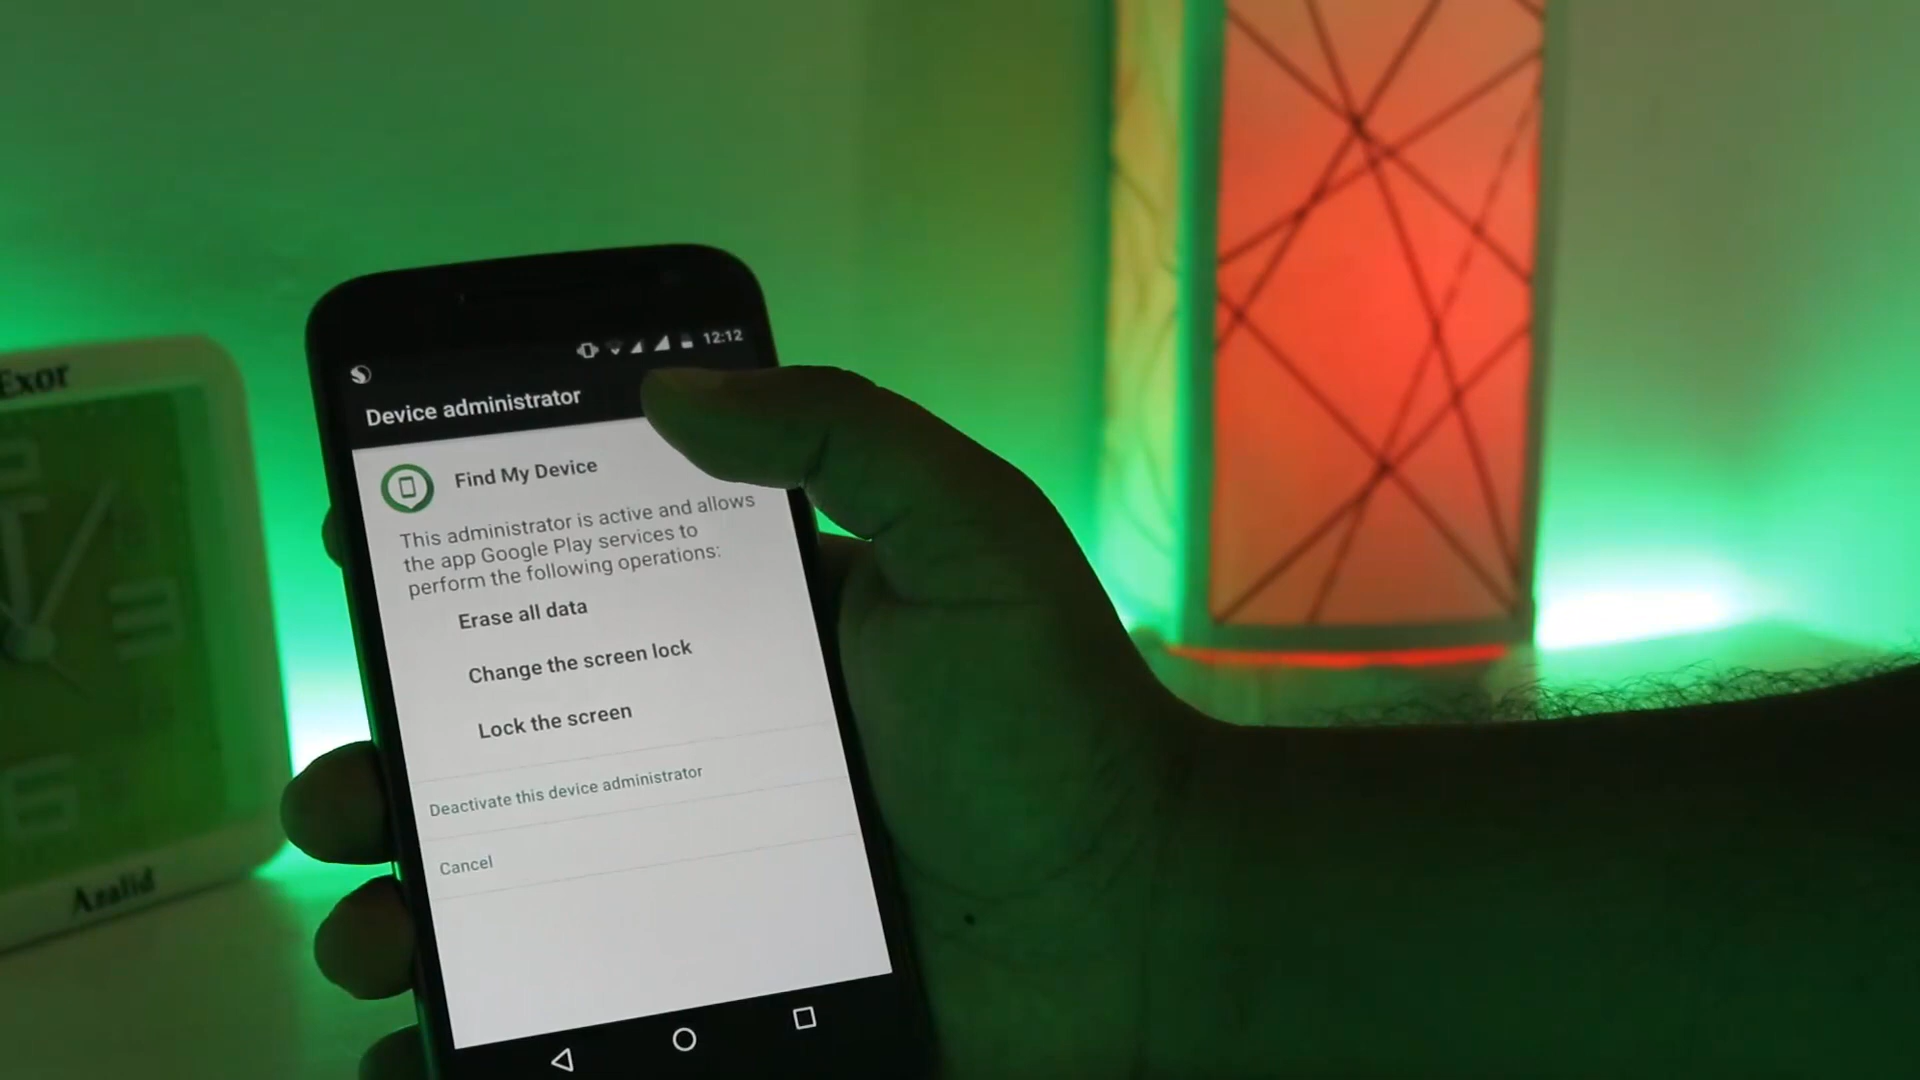 Exor
Azalid
12:12
Device administrator
Find My Device
This administrator is active and allows
the app Google Play services to
perform the following operations:
Erase all data
Change the screen lock
Lock the screen
Deactivate this device administrator
Cancel